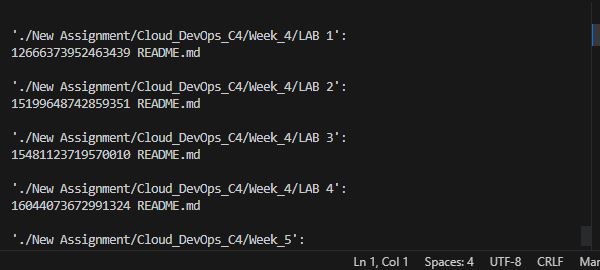 './New Assignment/Cloud_DevOps_C4/Week_4/LAB 1':
12666373952463439 README.md
'./New Assignment/Cloud_DevOps_C4/Week_4/LAB 2':
15199648742859351 README.md
'./New Assignment/Cloud_DevOps_C4/Week_4/LAB 3':
15481123719570010 README.md
'./New Assignment/Cloud_DevOps_C4/Week_4/LAB 4':
16044073672991324 README.md
'./New Assignment/Cloud_DevOps_C4/Week_5':
Ln 1, Col 1 Spaces: 4 UTF-8 CRLF Mar